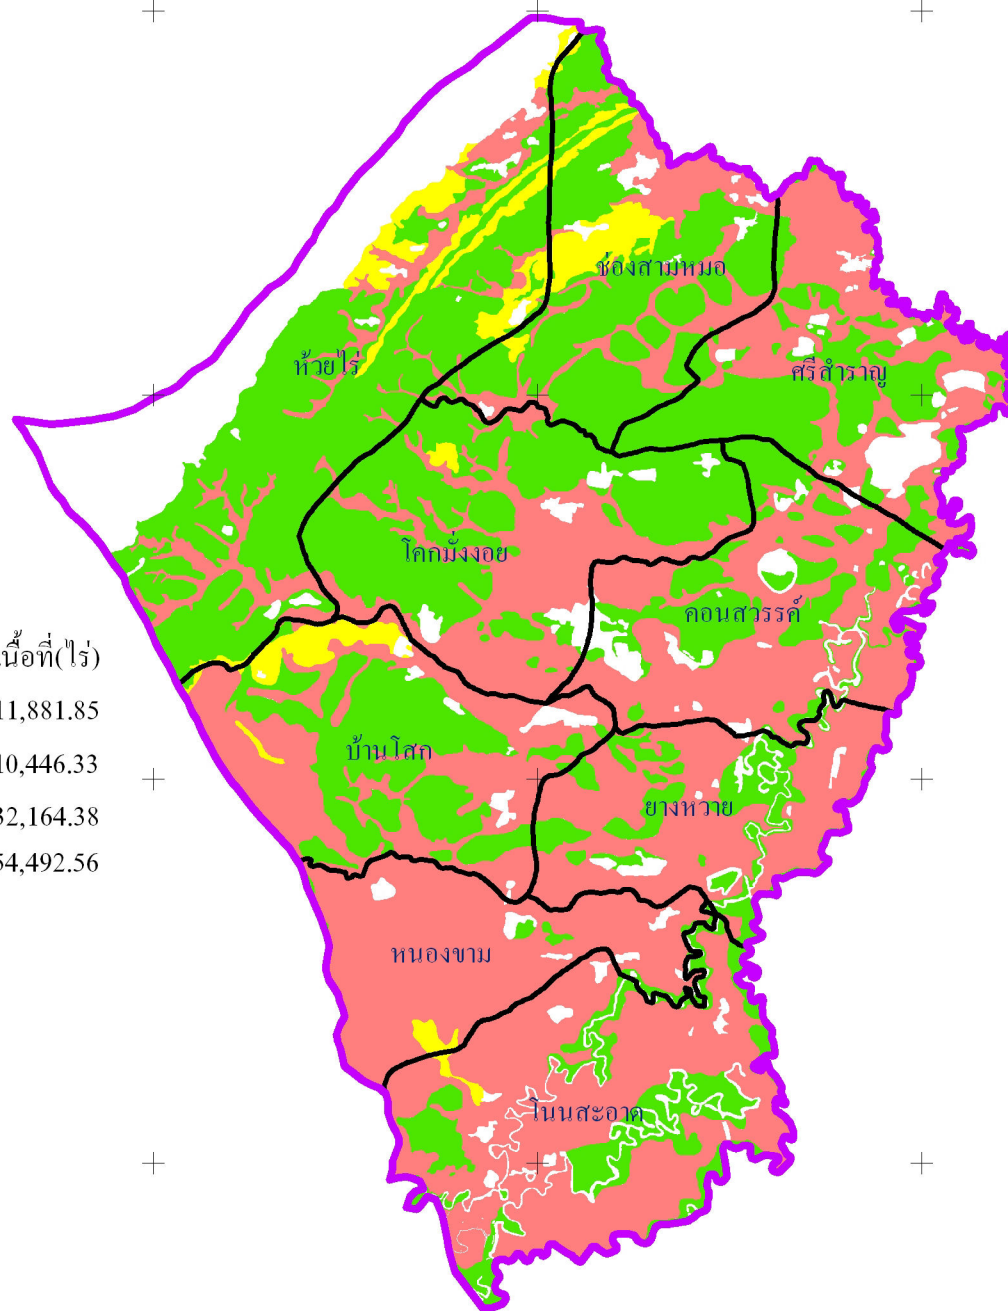 ช่องสามหมอ
ห้วยไร่
ศรีสำราญ
โคกมั่งงอย
คอนสวรรค์
เนื้อที่(ไร่)
11,881.85
บ้านโสก
10,446.33
ยางหวาย
32,164.38
54,492.56
หนองขาม
โนนสะอาด